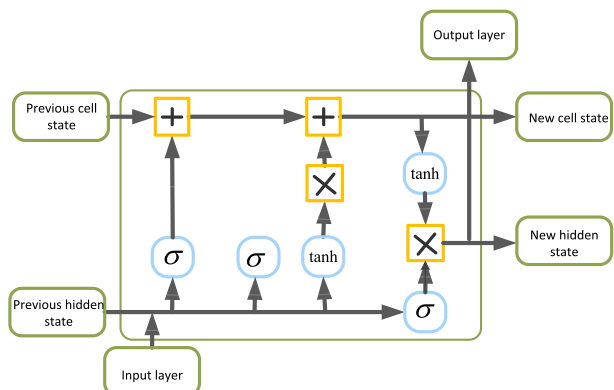 Output layer
Previous cell
state
+
+
New cell state
tanh
×
New hidden
state
×
σ
σ
tanh
Previous hidden
state
σ
Input layer